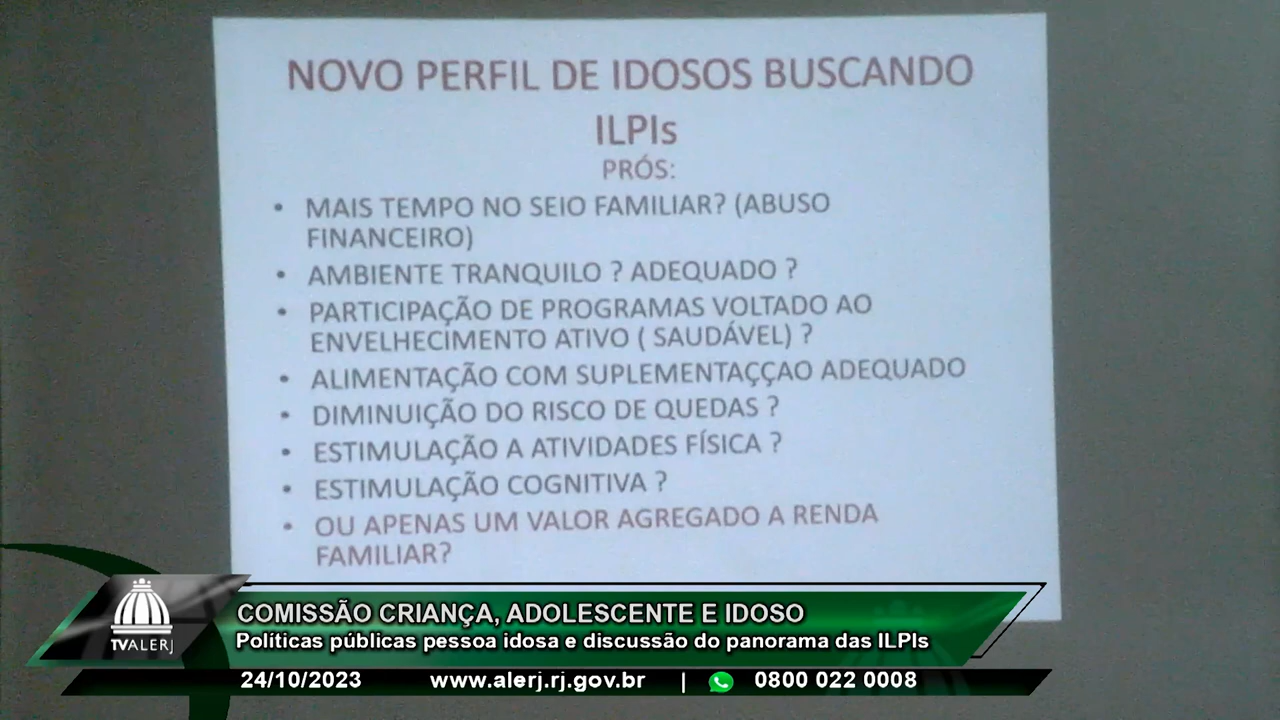 NOVO PERFIL DE IDOSOS BUSCANDO
ILPIs
PRÓS:
• MAIS TEMPO NO SEIO FAMILIAR? (ABUSO
FINANCEIRO)
• AMBIENTE TRANQUILO ? ADEQUADO ?
• PARTICIPAÇÃO DE PROGRAMAS VOLTADO AO
ENVELHECIMENTO ATIVO ( SAUDÁVEL) ?
• ALIMENTAÇÃO COM SUPLEMENTAÇÇAO ADEQUADO
• DIMINUIÇÃO DO RISCO DE QUEDAS ?
• ESTIMULAÇÃO A ATIVIDADES FÍSICA ?
• ESTIMULAÇÃO COGNITIVA ?
• OU APENAS UM VALOR AGREGADO A RENDA
FAMILIAR?
COMISSÃO CRIANÇA, ADOLESCENTE E IDOSO
Políticas públicas pessoa idosa e discussão do panorama das ILPIs
TVALERJ
24/10/2023 www.alerj.rj.gov.br | 0800 022 0008